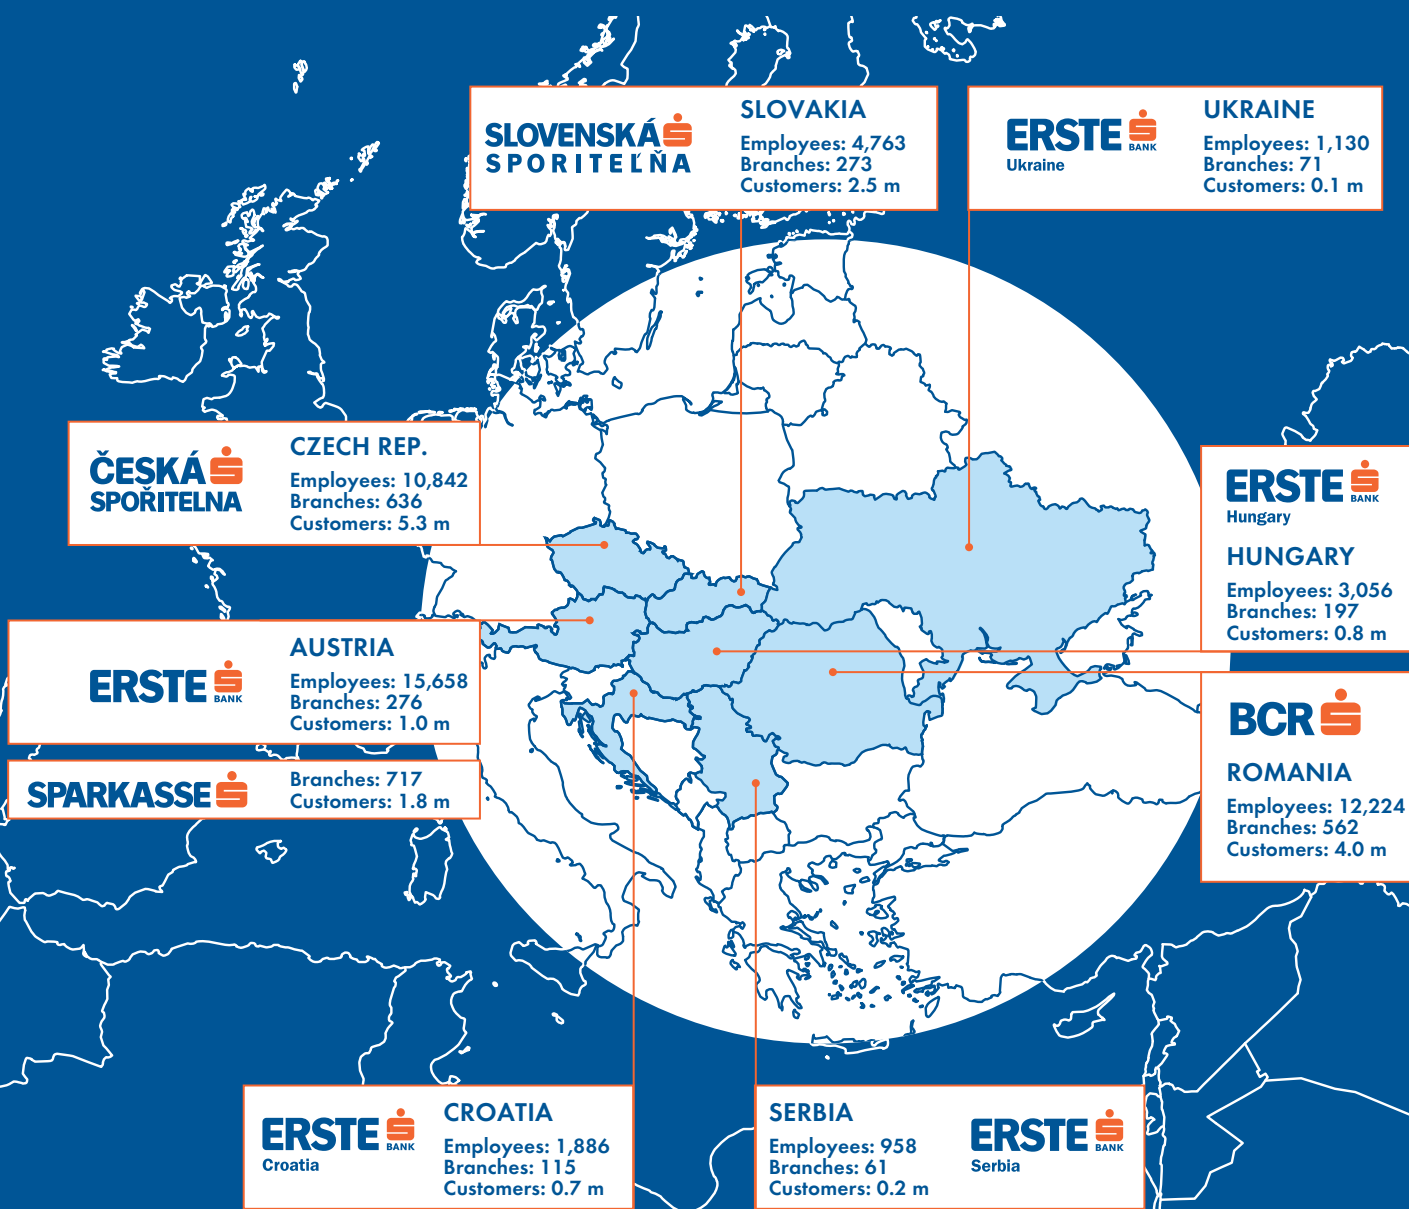 SLOVENSKÁ
SPORITEĽŇA
SLOVAKIA
Employees: 4,763
Branches: 273
Customers: 2.5 m
ERSTE
BANK
Ukraine
UKRAINE
Employees: 1,130
Branches: 71
Customers: 0.1 m
ČESKÁ
SPOŘITELNA
CZECH REP.
Employees: 10,842
Branches: 636
Customers: 5.3 m
ERSTE
BANK
Hungary
HUNGARY
Employees: 3,056
Branches: 197
Customers: 0.8 m
ERSTE
BANK
AUSTRIA
Employees: 15,658
Branches: 276
Customers: 1.0 m
SPARKASSE
Branches: 717
Customers: 1.8 m
BCR
ROMANIA
Employees: 12,224
Branches: 562
Customers: 4.0 m
ERSTE
BANK
Croatia
CROATIA
Employees: 1,886
Branches: 115
Customers: 0.7 m
SERBIA
Employees: 958
Branches: 61
Customers: 0.2 m
ERSTE
BANK
Serbia